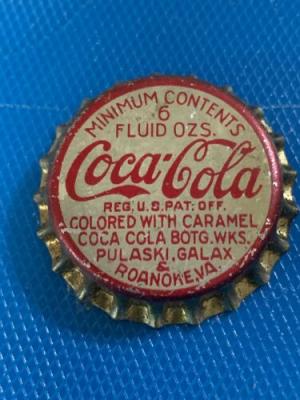 MINIMUM CONTENTS
6
FLUID OZS.
Coca-Cola
REG. U.S. PAT. OFF.
COLORED WITH CARAMEL
COCA COLA BOTG. WKS.
PULASKI, GALAX
&
ROANOKE, VA.